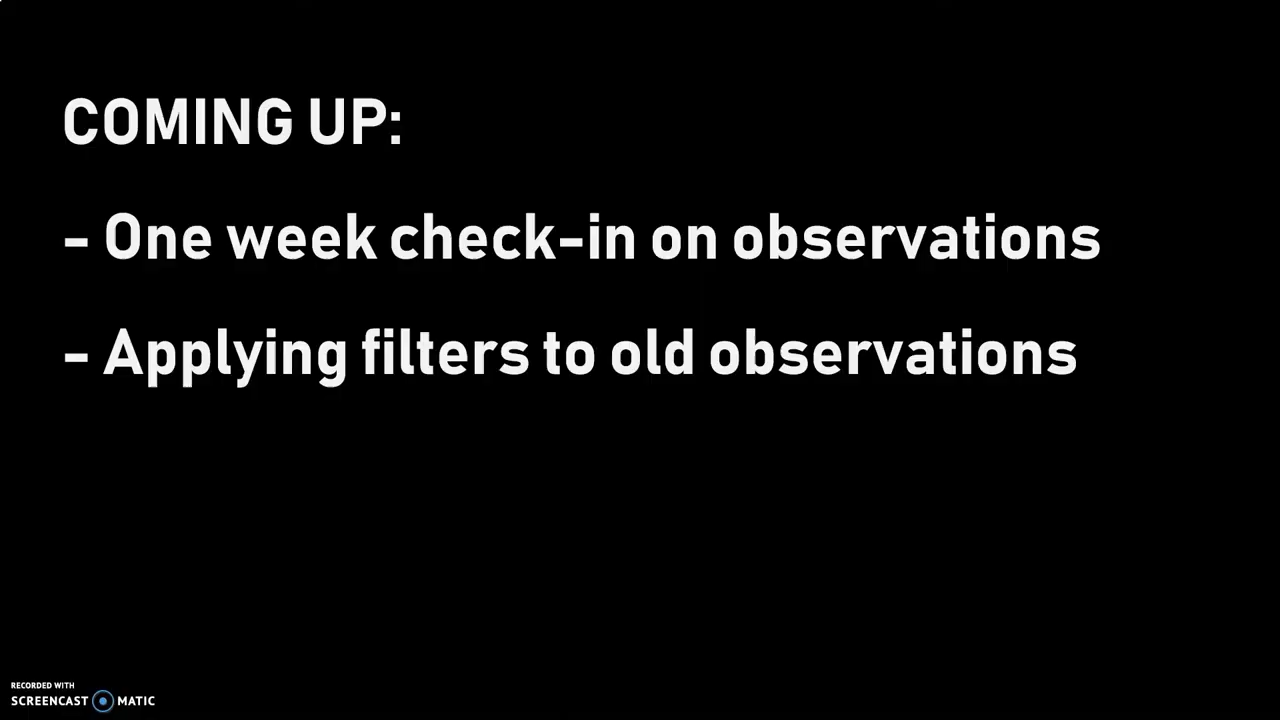 COMING UP:
- One week check-in on observations
- Applying filters to old observations
RECORDED WITH
SCREENCAST MATIC